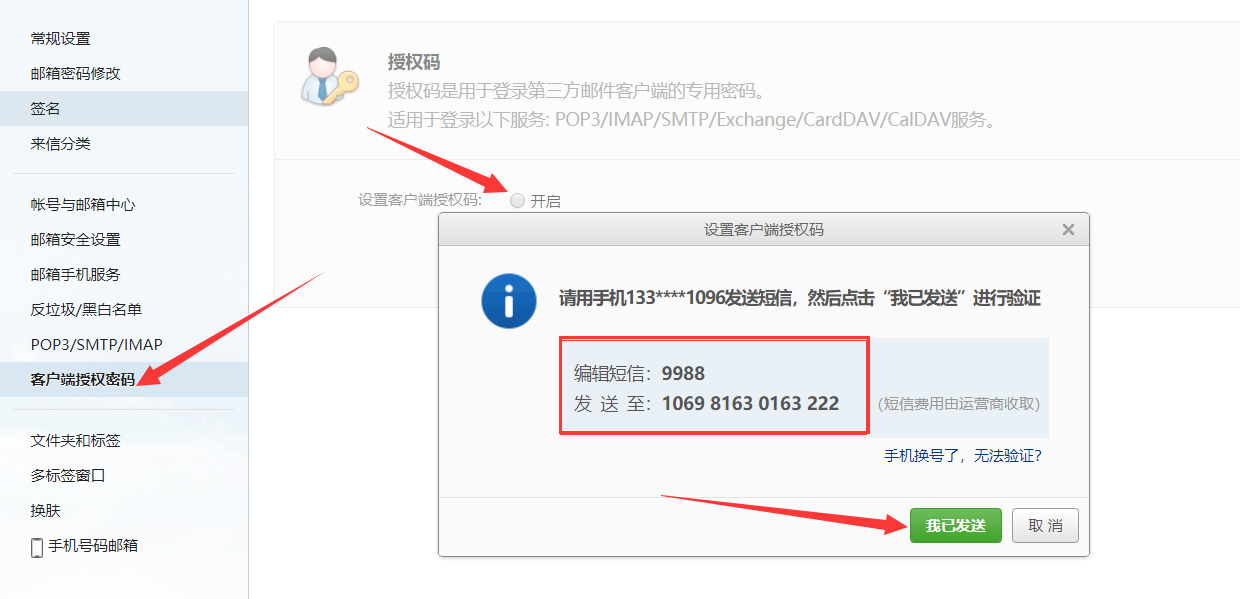 常规设置
邮箱密码修改
签名
来信分类
帐号与邮箱中心
邮箱安全设置
邮箱手机服务
反垃圾/黑白名单
POP3/SMTP/IMAP
客户端授权密码
文件夹和标签
多标签窗口
换肤
手机号码邮箱
授权码
授权码是用于登录第三方邮件客户端的专用密码。
适用于登录以下服务: POP3/IMAP/SMTP/Exchange/CardDAV/CalDAV服务。
设置客户端授权码: 开启
设置客户端授权码
请用手机133****1096发送短信，然后点击“我已发送”进行验证
编辑短信：9988
发 送 至：1069 8163 0163 222
(短信费用由运营商收取)
手机换号了，无法验证?
我已发送 取 消